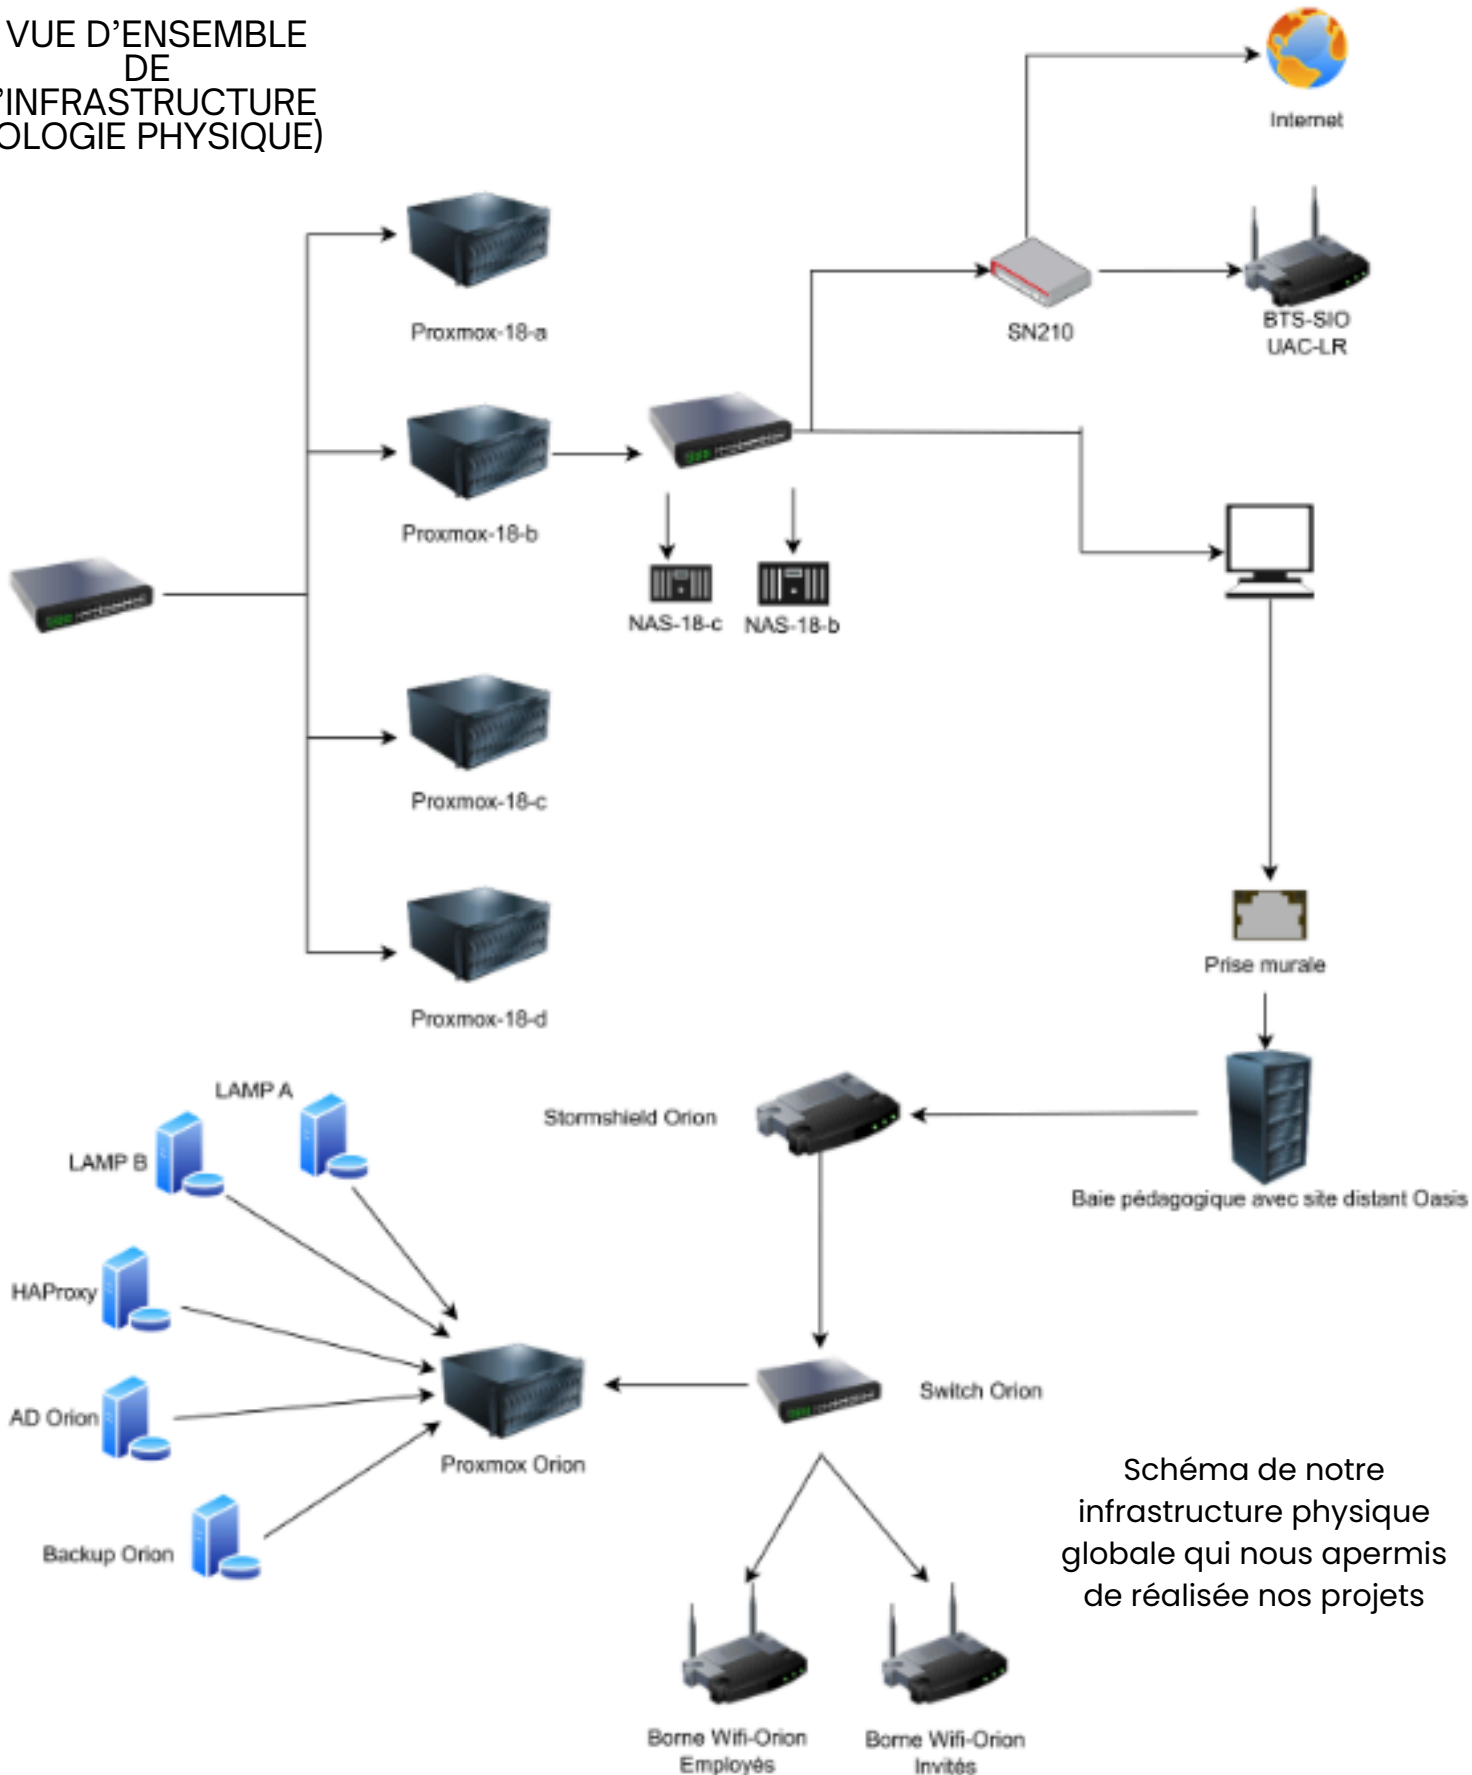 VUE D'ENSEMBLE
DE
'INFRASTRUCTURE
OLOGIE PHYSIQUE)
Internet
BTS-SIO
UAC-LR
SN210
Proxmox-18-a
Proxmox-18-b
NAS-18-c
NAS-18-b
Proxmox-18-c
Proxmox-18-d
Prise murale
Baie pédagogique avec site distant Oasis
Stormshield Orion
LAMP A
LAMP B
HAProxy
AD Orion
Backup Orion
Proxmox Orion
Switch Orion
Schéma de notre
infrastructure physique
globale qui nous apermis
de réalisée nos projets
Borne Wifi-Orion
Employés
Borne Wifi-Orion
Invités